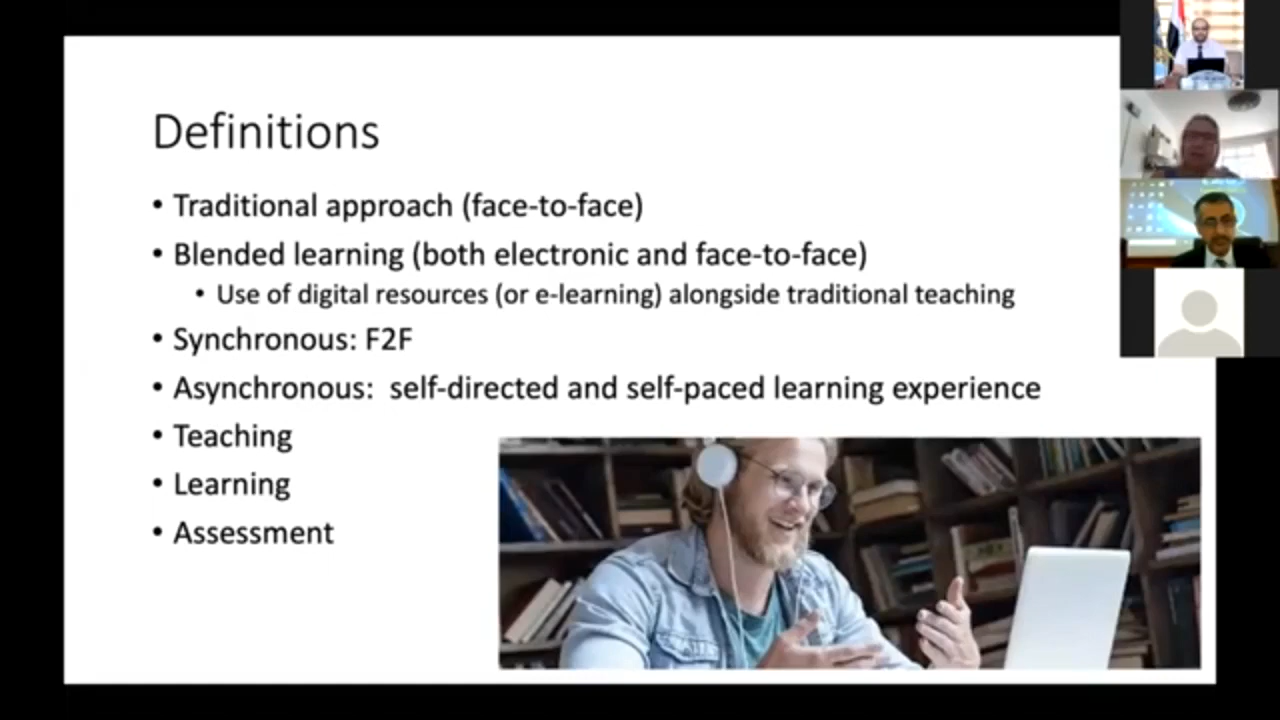 Definitions
• Traditional approach (face-to-face)
• Blended learning (both electronic and face-to-face)
• Use of digital resources (or e-learning) alongside traditional teaching
• Synchronous: F2F
• Asynchronous:  self-directed and self-paced learning experience
• Teaching
• Learning
• Assessment